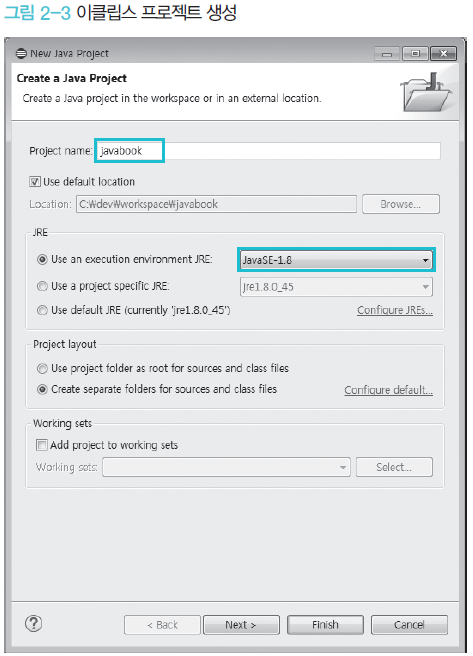 그림 2-3 이클립스 프로젝트 생성
New Java Project
Create a Java Project
Create a Java project in the workspace or in an external location.
Project name: javabook
Use default location
Location: C:₩dev₩workspace₩javabook Browse...
JRE
Use an execution environment JRE: JavaSE-1.8
Use a project specific JRE: jre1.8.0_45
Use default JRE (currently 'jre1.8.0_45') Configure JREs...
Project layout
Use project folder as root for sources and class files
Create separate folders for sources and class files Configure default...
Working sets
Add project to working sets
Working sets: Select...
? < Back Next > Finish Cancel